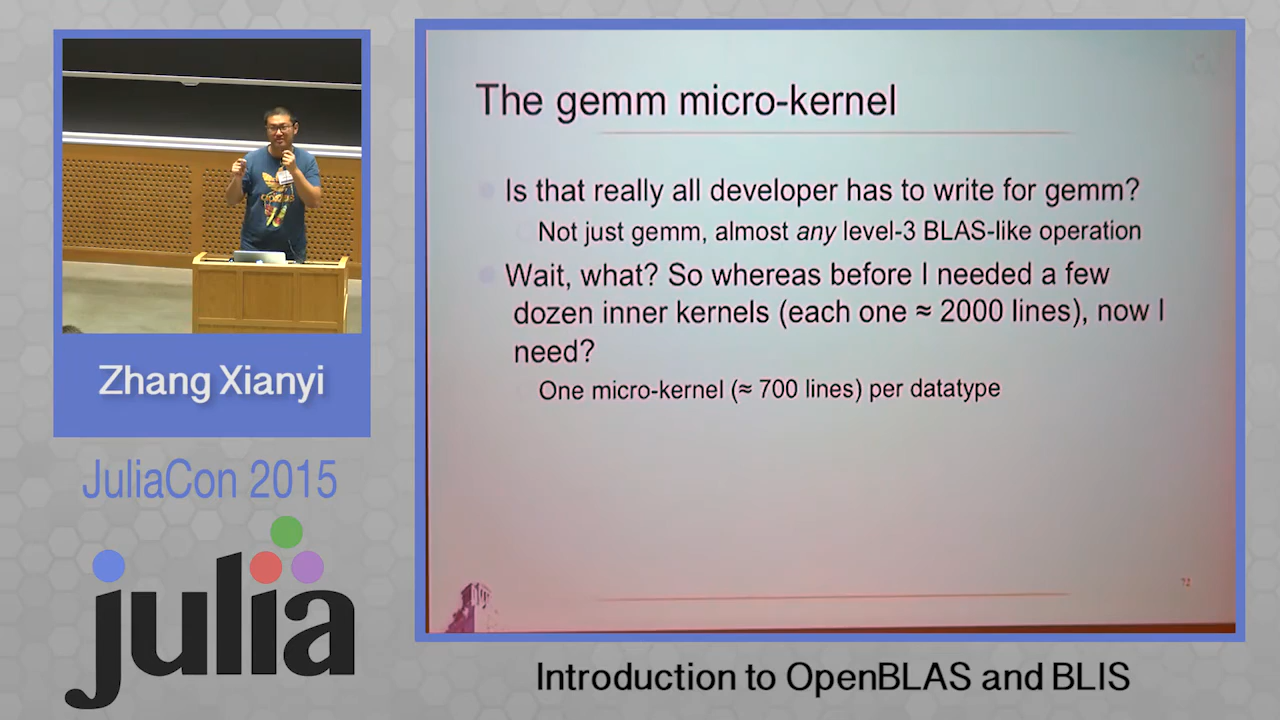 The gemm micro-kernel
Is that really all developer has to write for gemm?
Not just gemm, almost any level-3 BLAS-like operation
Wait, what? So whereas before I needed a few
dozen inner kernels (each one ≈ 2000 lines), now I
need?
One micro-kernel (≈ 700 lines) per datatype
72
Zhang Xianyi
JuliaCon 2015
julia
Introduction to OpenBLAS and BLIS